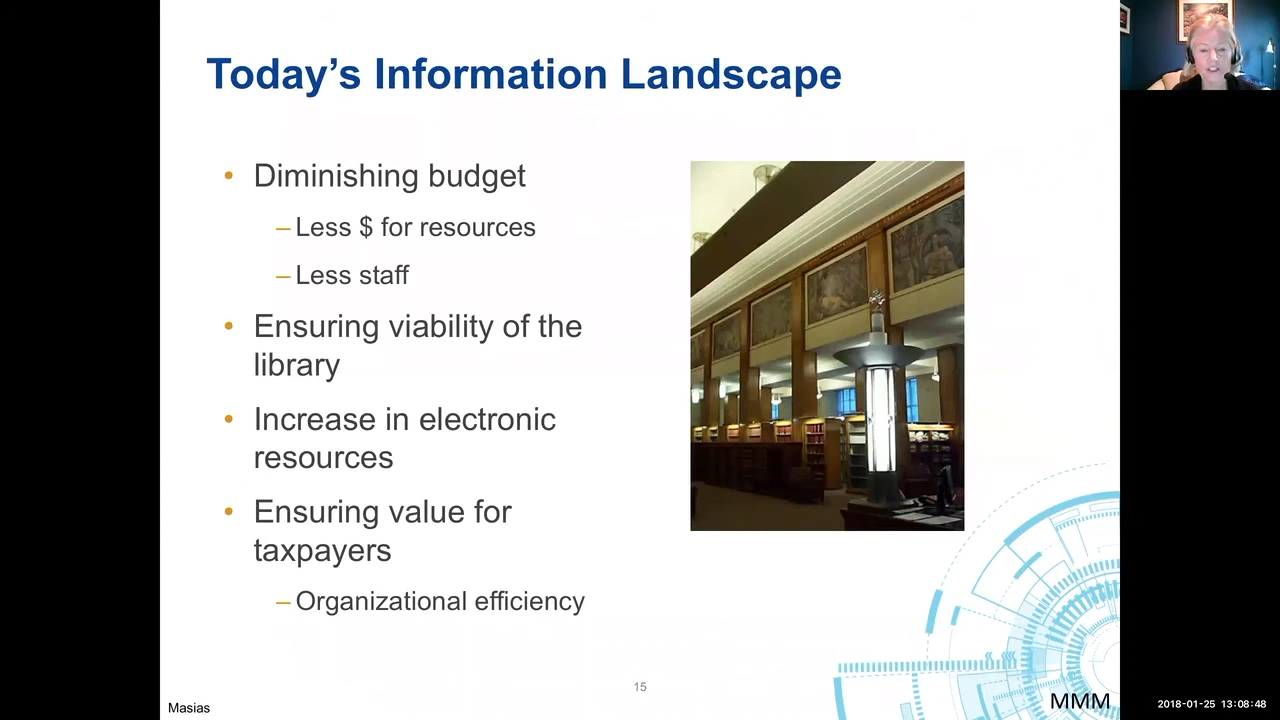 Today's Information Landscape
• Diminishing budget
– Less $ for resources
– Less staff
• Ensuring viability of the
library
• Increase in electronic
resources
• Ensuring value for
taxpayers
– Organizational efficiency
15
Masias
MMM
2018-01-25 13:08:48